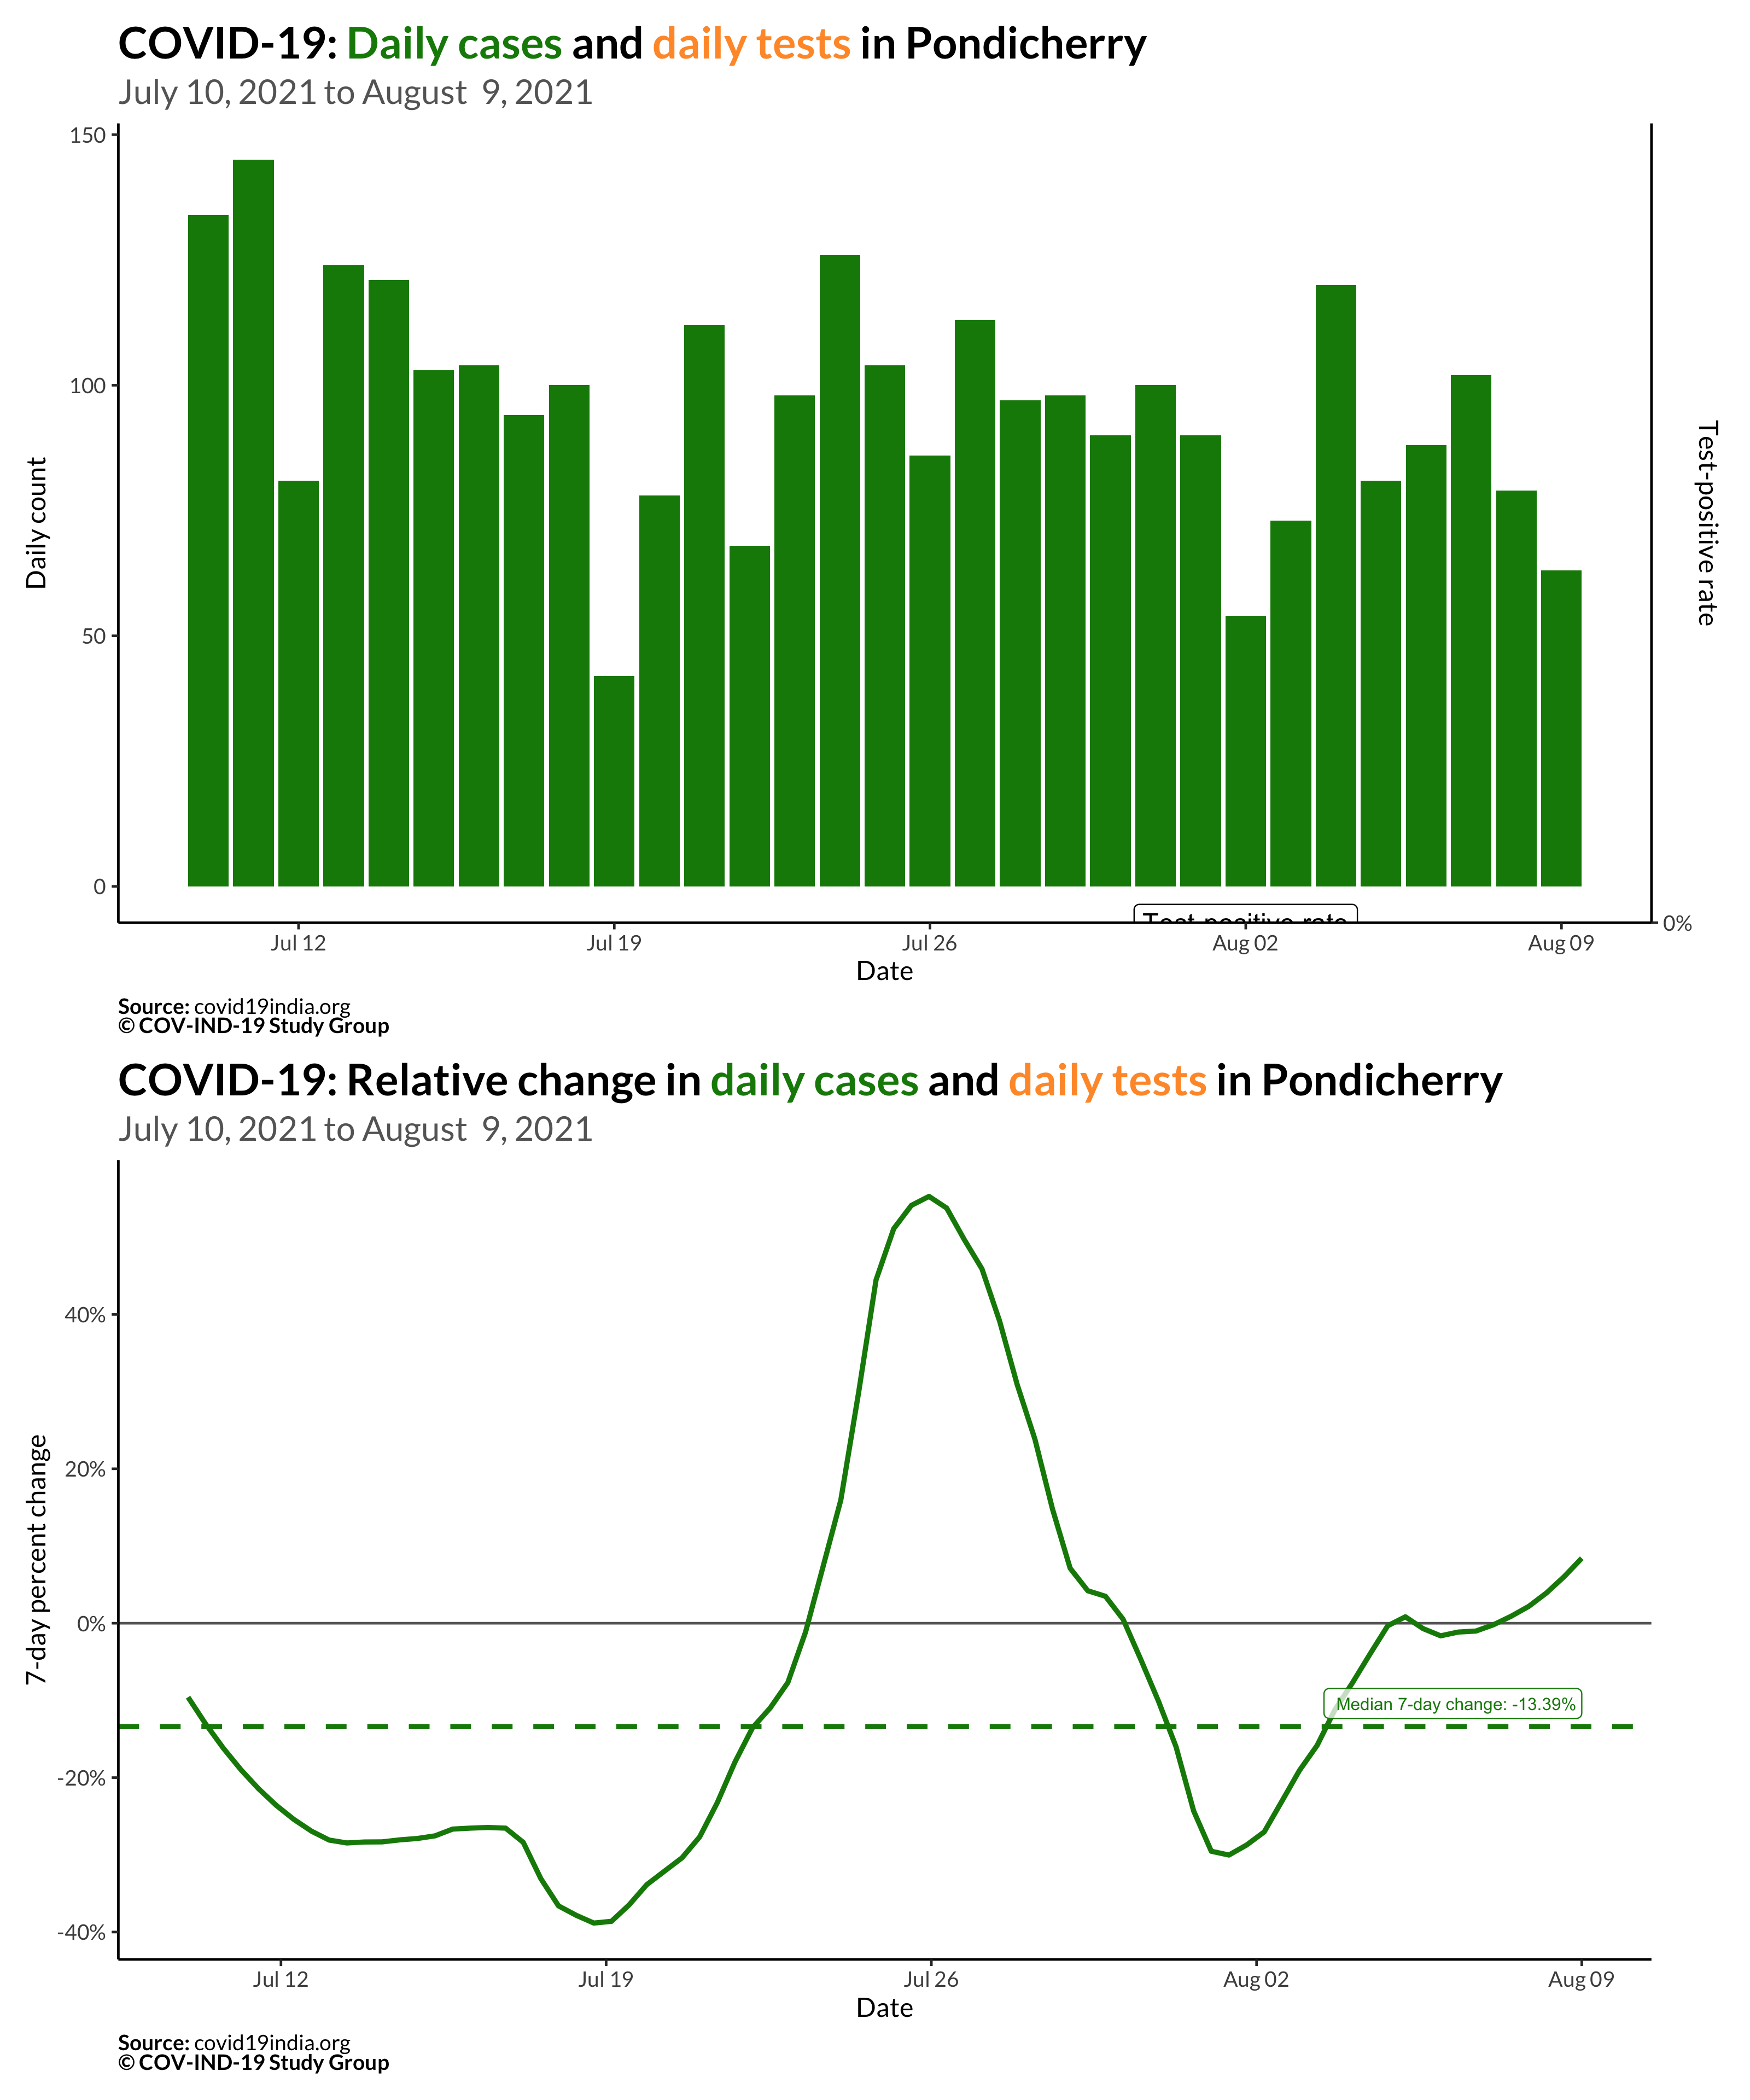 COVID-19: Daily cases and daily tests in Pondicherry
July 10, 2021 to August  9, 2021
150
100
50
0
Daily count
Test-positive rate
Test-positive rate
0%
Jul 12
Jul 19
Jul 26
Aug 02
Aug 09
Date
Source: covid19india.org
© COV-IND-19 Study Group
COVID-19: Relative change in daily cases and daily tests in Pondicherry
July 10, 2021 to August  9, 2021
40%
20%
0%
-20%
-40%
7-day percent change
Median 7-day change: -13.39%
Jul 12
Jul 19
Jul 26
Aug 02
Aug 09
Date
Source: covid19india.org
© COV-IND-19 Study Group